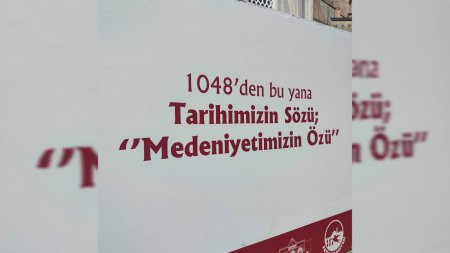 1048'den bu yana
Tarihimizin Sözü;
‘’Medeniyetimizin Özü’’